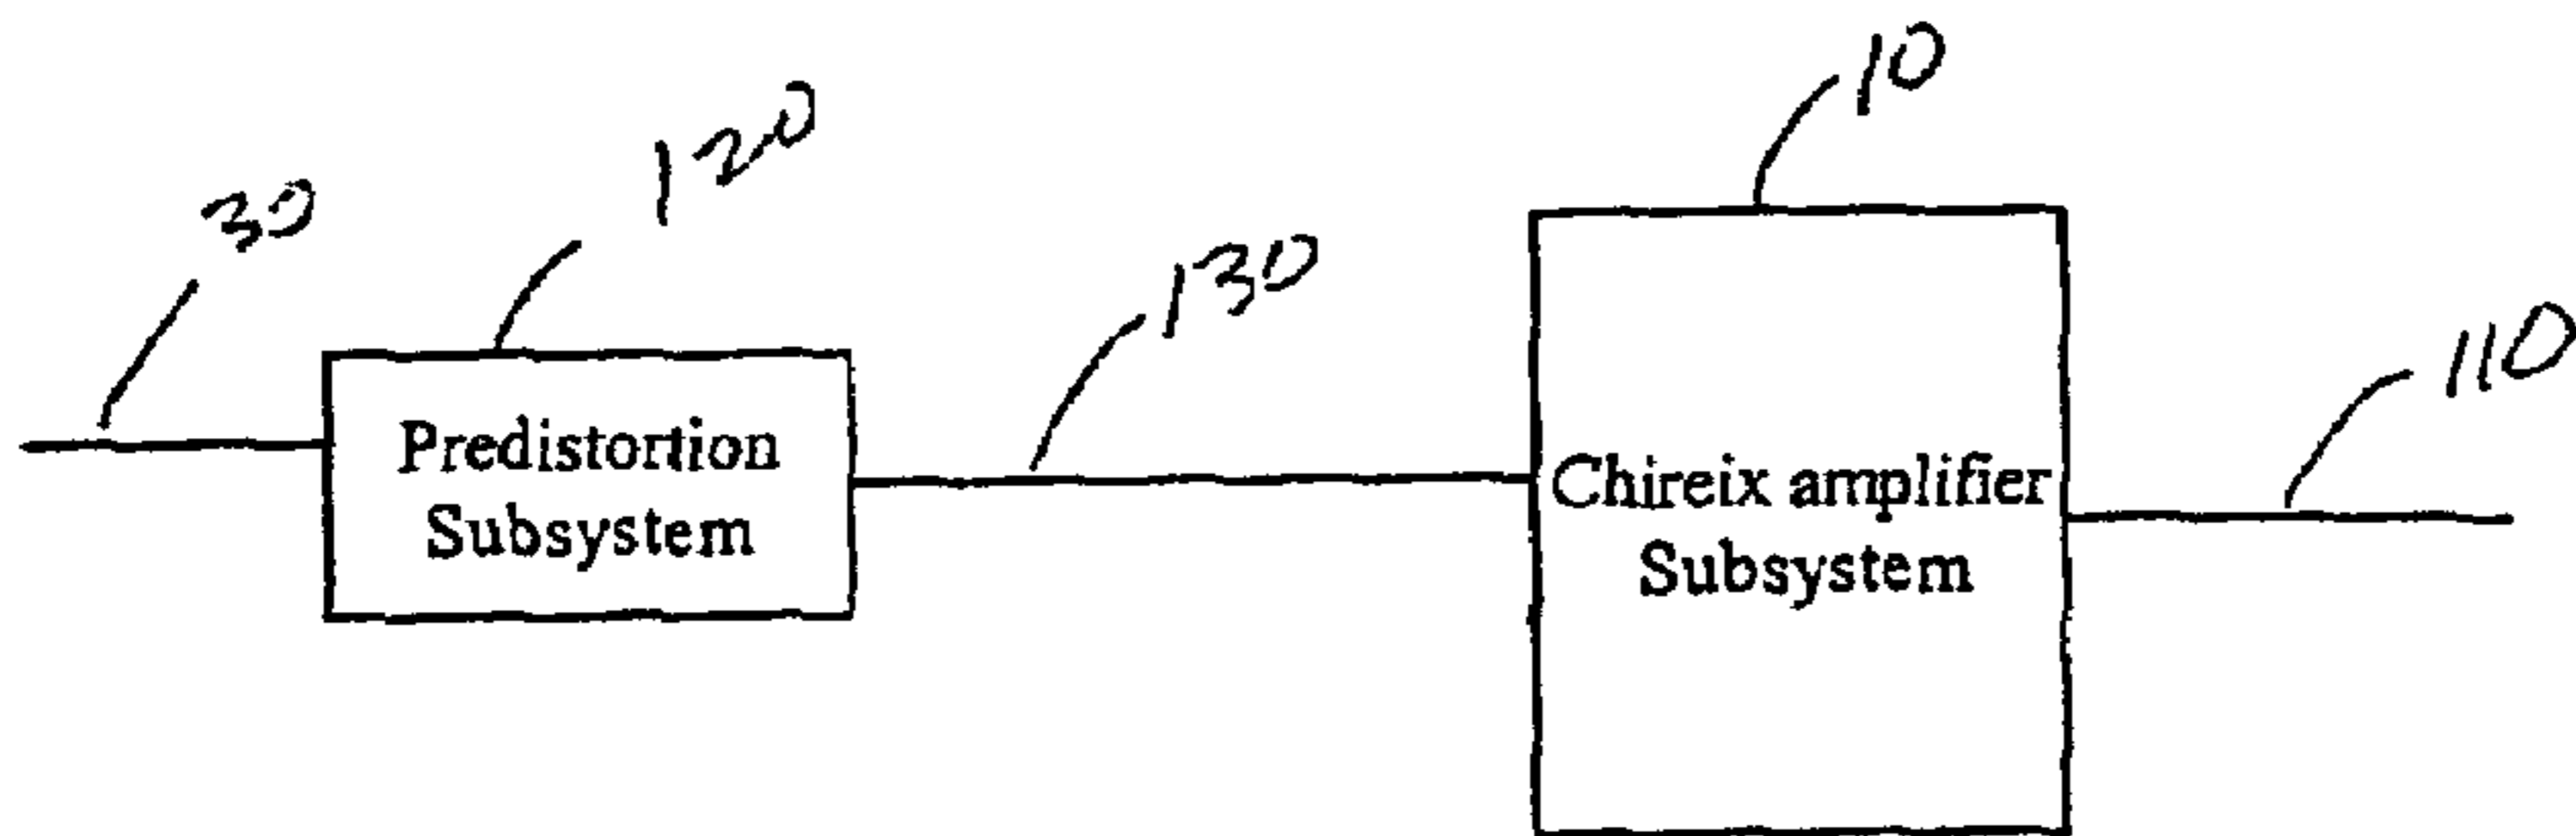 10
120
30
130
110
Predistortion
Subsystem
Chireix amplifier
Subsystem